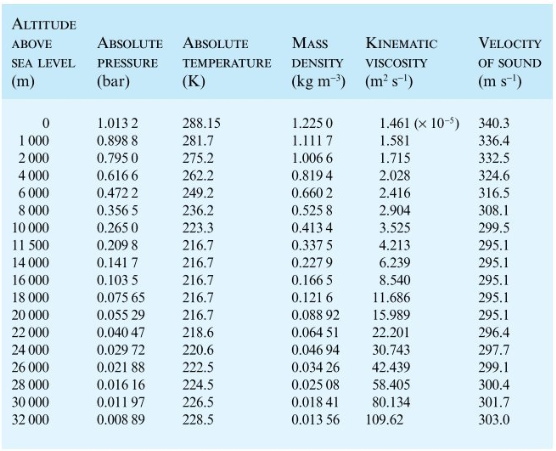 ALTITUDE
ABOVE ABSOLUTE ABSOLUTE MASS KINEMATIC VELOCITY
SEA LEVEL PRESSURE TEMPERATURE DENSITY VISCOSITY OF SOUND
(m) (bar) (K) (kg m⁻³) (m² s⁻¹) (m s⁻¹)
0 1.013 2 288.15 1.225 0 1.461 (× 10⁻⁵) 340.3
1 000 0.898 8 281.7 1.111 7 1.581 336.4
2 000 0.795 0 275.2 1.006 6 1.715 332.5
4 000 0.616 6 262.2 0.819 4 2.028 324.6
6 000 0.472 2 249.2 0.660 2 2.416 316.5
8 000 0.356 5 236.2 0.525 8 2.904 308.1
10 000 0.265 0 223.3 0.413 4 3.525 299.5
11 500 0.209 8 216.7 0.337 5 4.213 295.1
14 000 0.141 7 216.7 0.227 9 6.239 295.1
16 000 0.103 5 216.7 0.166 5 8.540 295.1
18 000 0.075 65 216.7 0.121 6 11.686 295.1
20 000 0.055 29 216.7 0.088 92 15.989 295.1
22 000 0.040 47 218.6 0.064 51 22.201 296.4
24 000 0.029 72 220.6 0.046 94 30.743 297.7
26 000 0.021 88 222.5 0.034 26 42.439 299.1
28 000 0.016 16 224.5 0.025 08 58.405 300.4
30 000 0.011 97 226.5 0.018 41 80.134 301.7
32 000 0.008 89 228.5 0.013 56 109.62 303.0